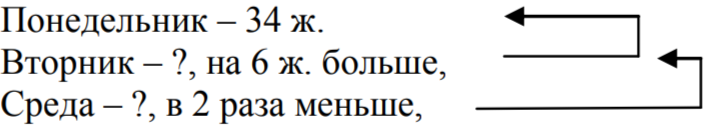 Понедельник – 34 ж.
Вторник – ?, на 6 ж. больше,
Среда – ?, в 2 раза меньше,